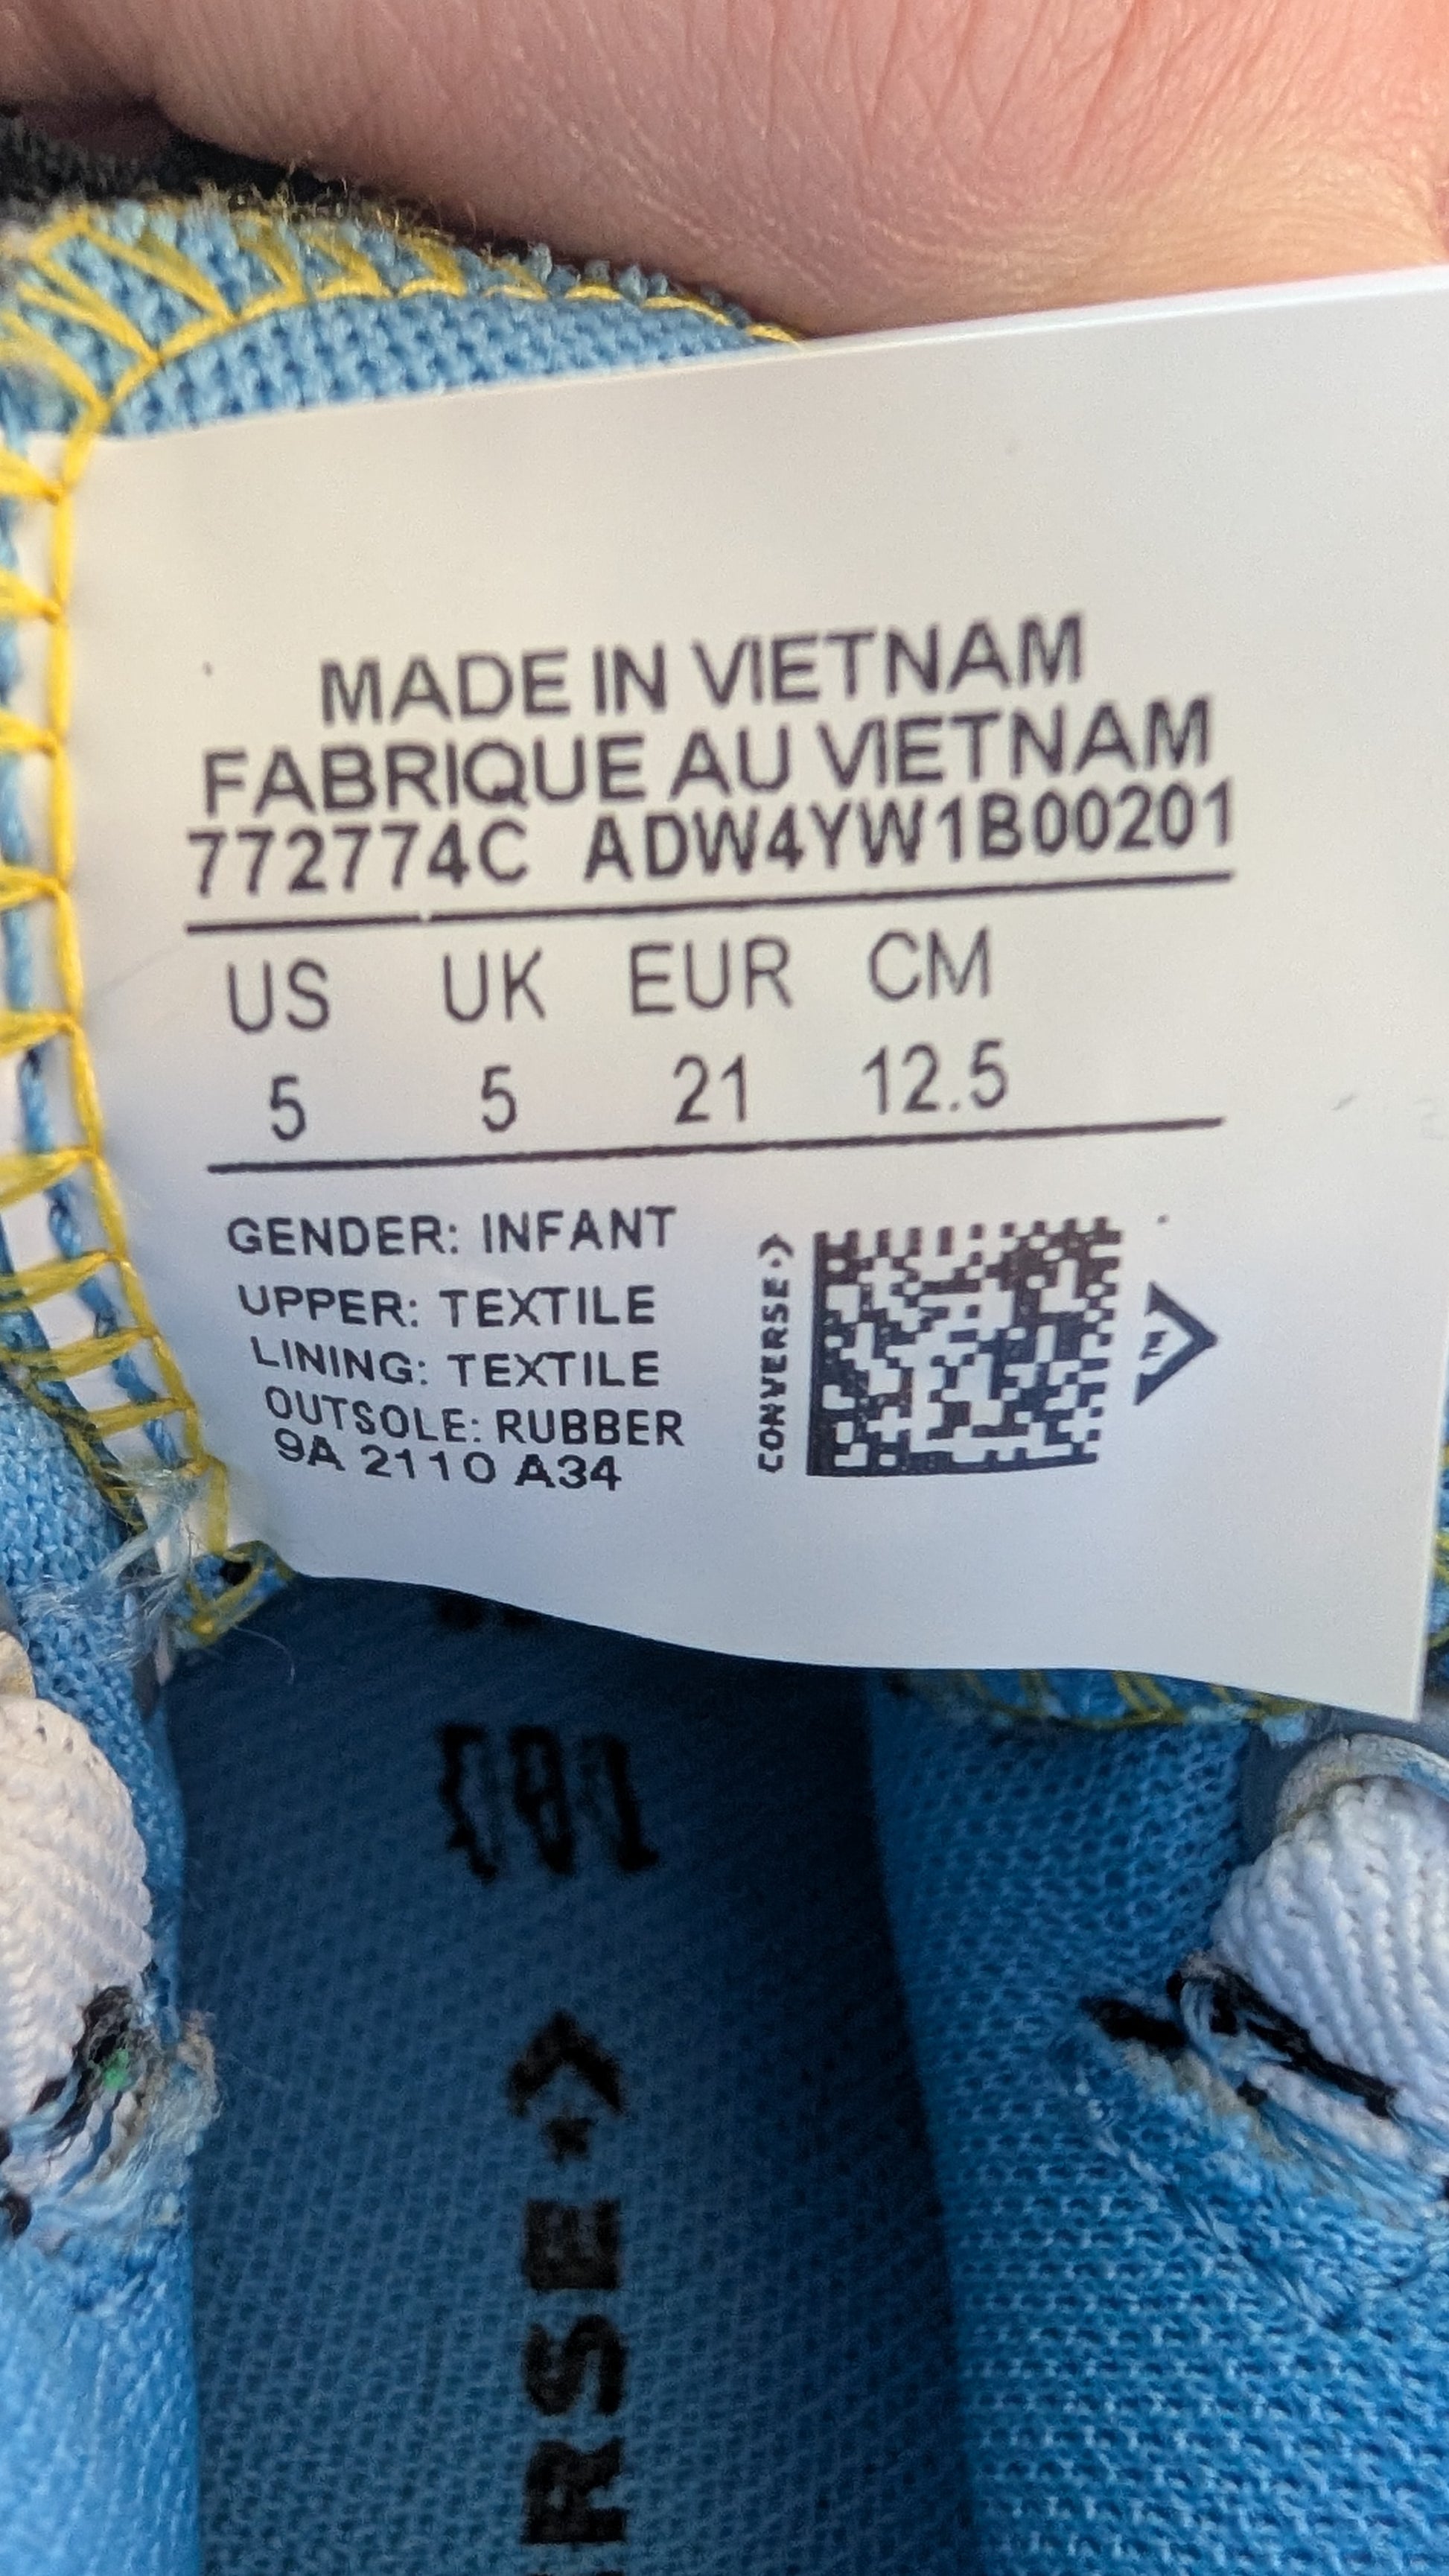 MADE IN VIETNAM
FABRIQUE AU VIETNAM
772774C ADW4YW1B00201
US UK EUR CM
5 5 21 12.5
GENDER: INFANT
UPPER: TEXTILE
LINING: TEXTILE
OUTSOLE: RUBBER
9A 2110 A34
CONVERSE